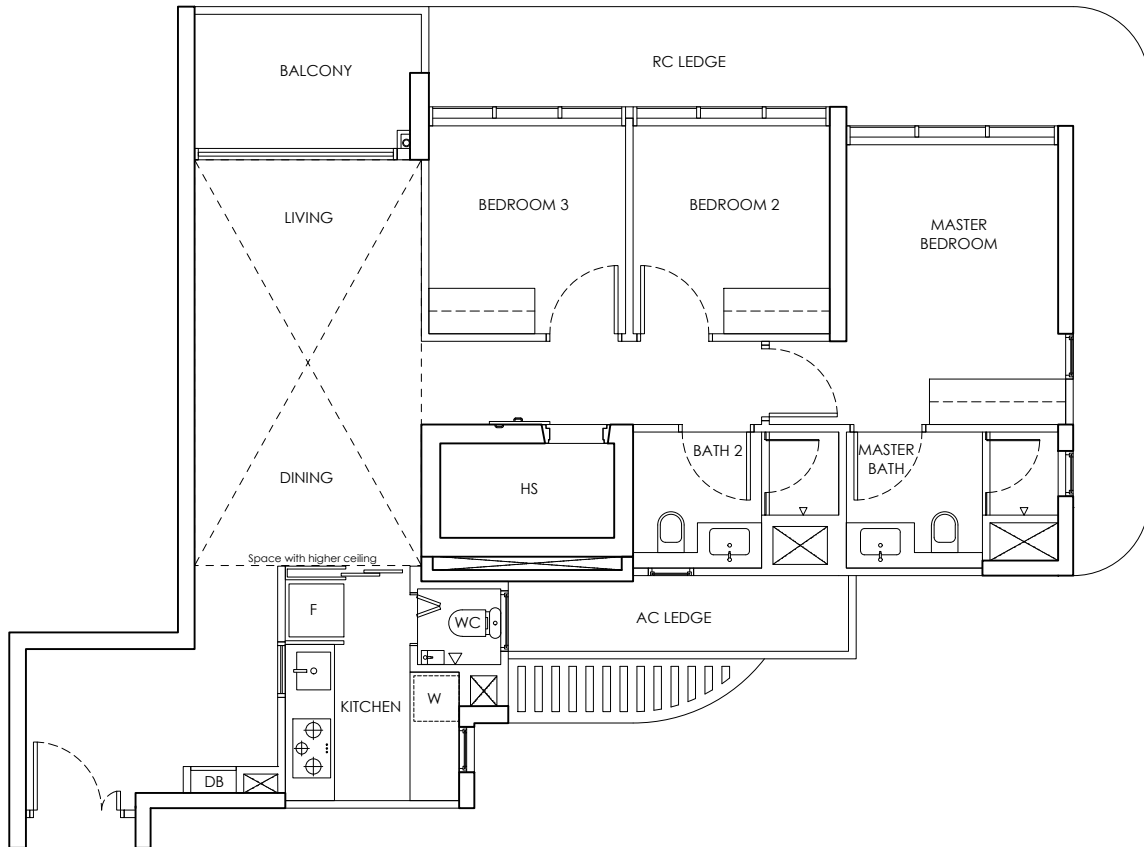 RC LEDGE
BALCONY
BEDROOM 3
BEDROOM 2
LIVING
MASTER
BEDROOM
BATH 2
MASTER
BATH
DINING
HS
Space with higher ceiling
F
WC
AC LEDGE
W
KITCHEN
DB